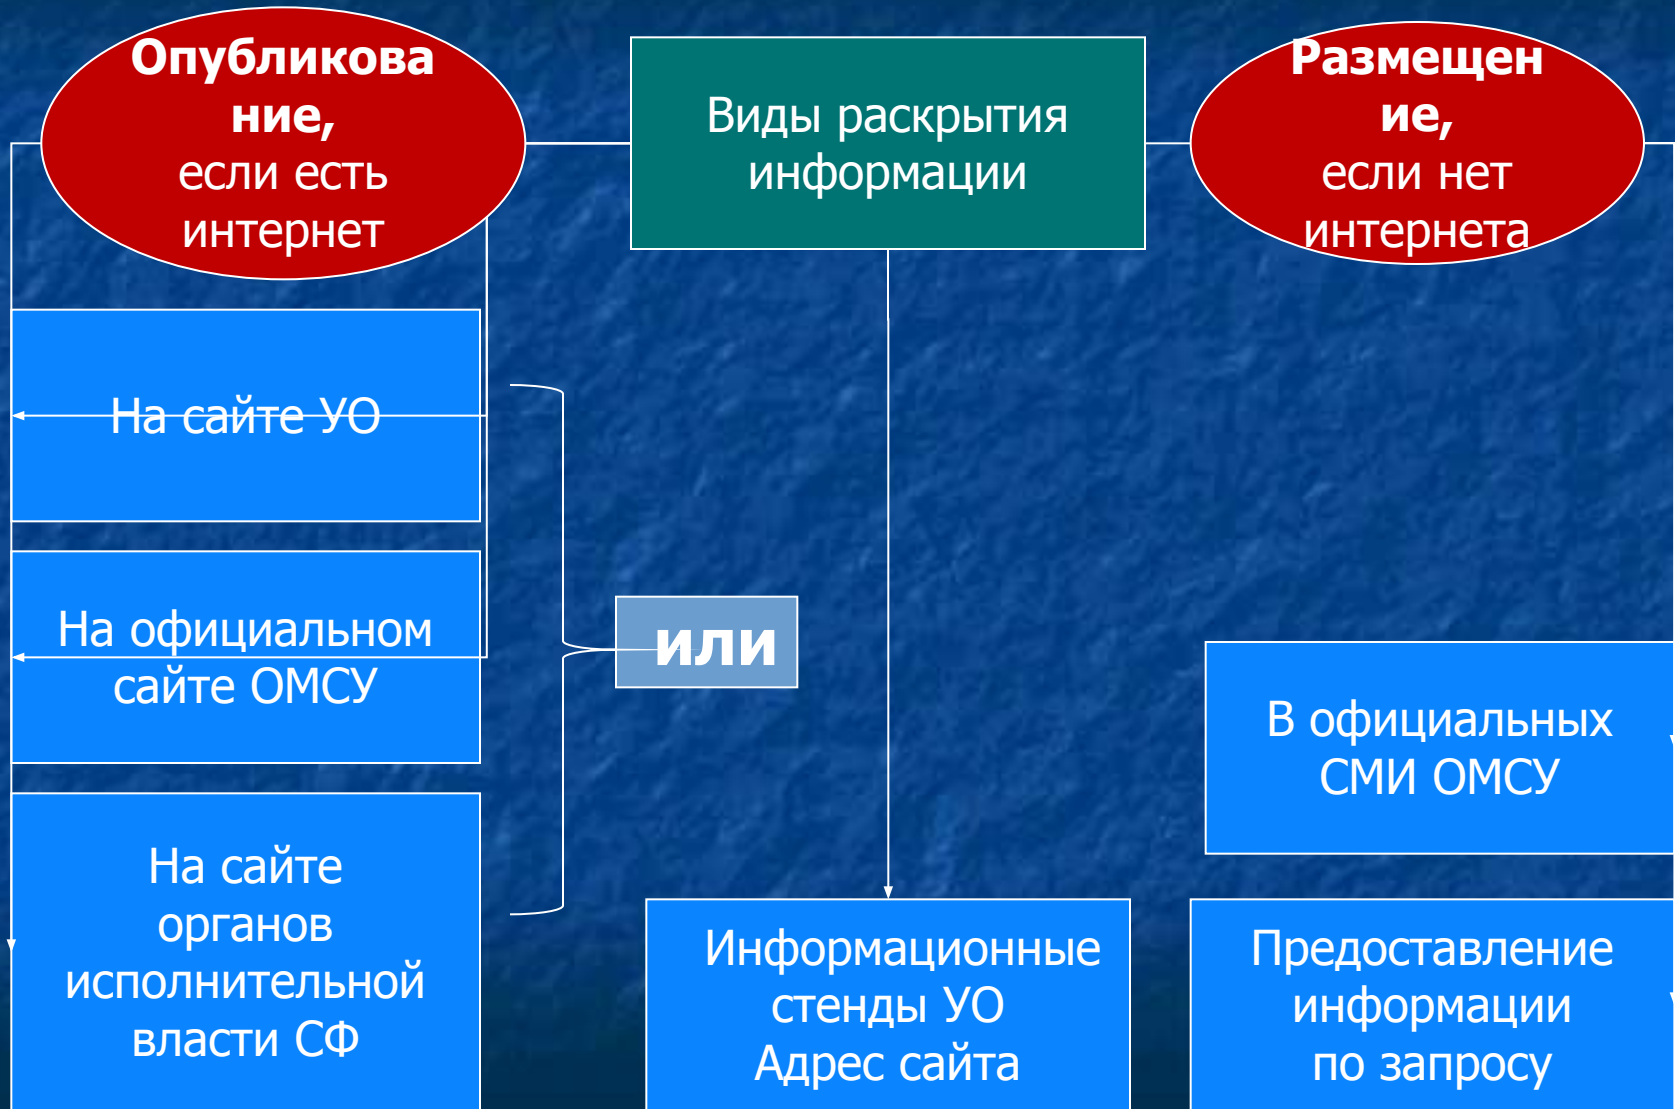 Опубликова
ние,
если есть
интернет
Виды раскрытия
информации
Размещен
ие,
если нет
интернета
На сайте УО
На официальном
сайте ОМСУ
На сайте
органов
исполнительной
власти СФ
или
Информационные
стенды УО
Адрес сайта
В официальных
СМИ ОМСУ
Предоставление
информации
по запросу